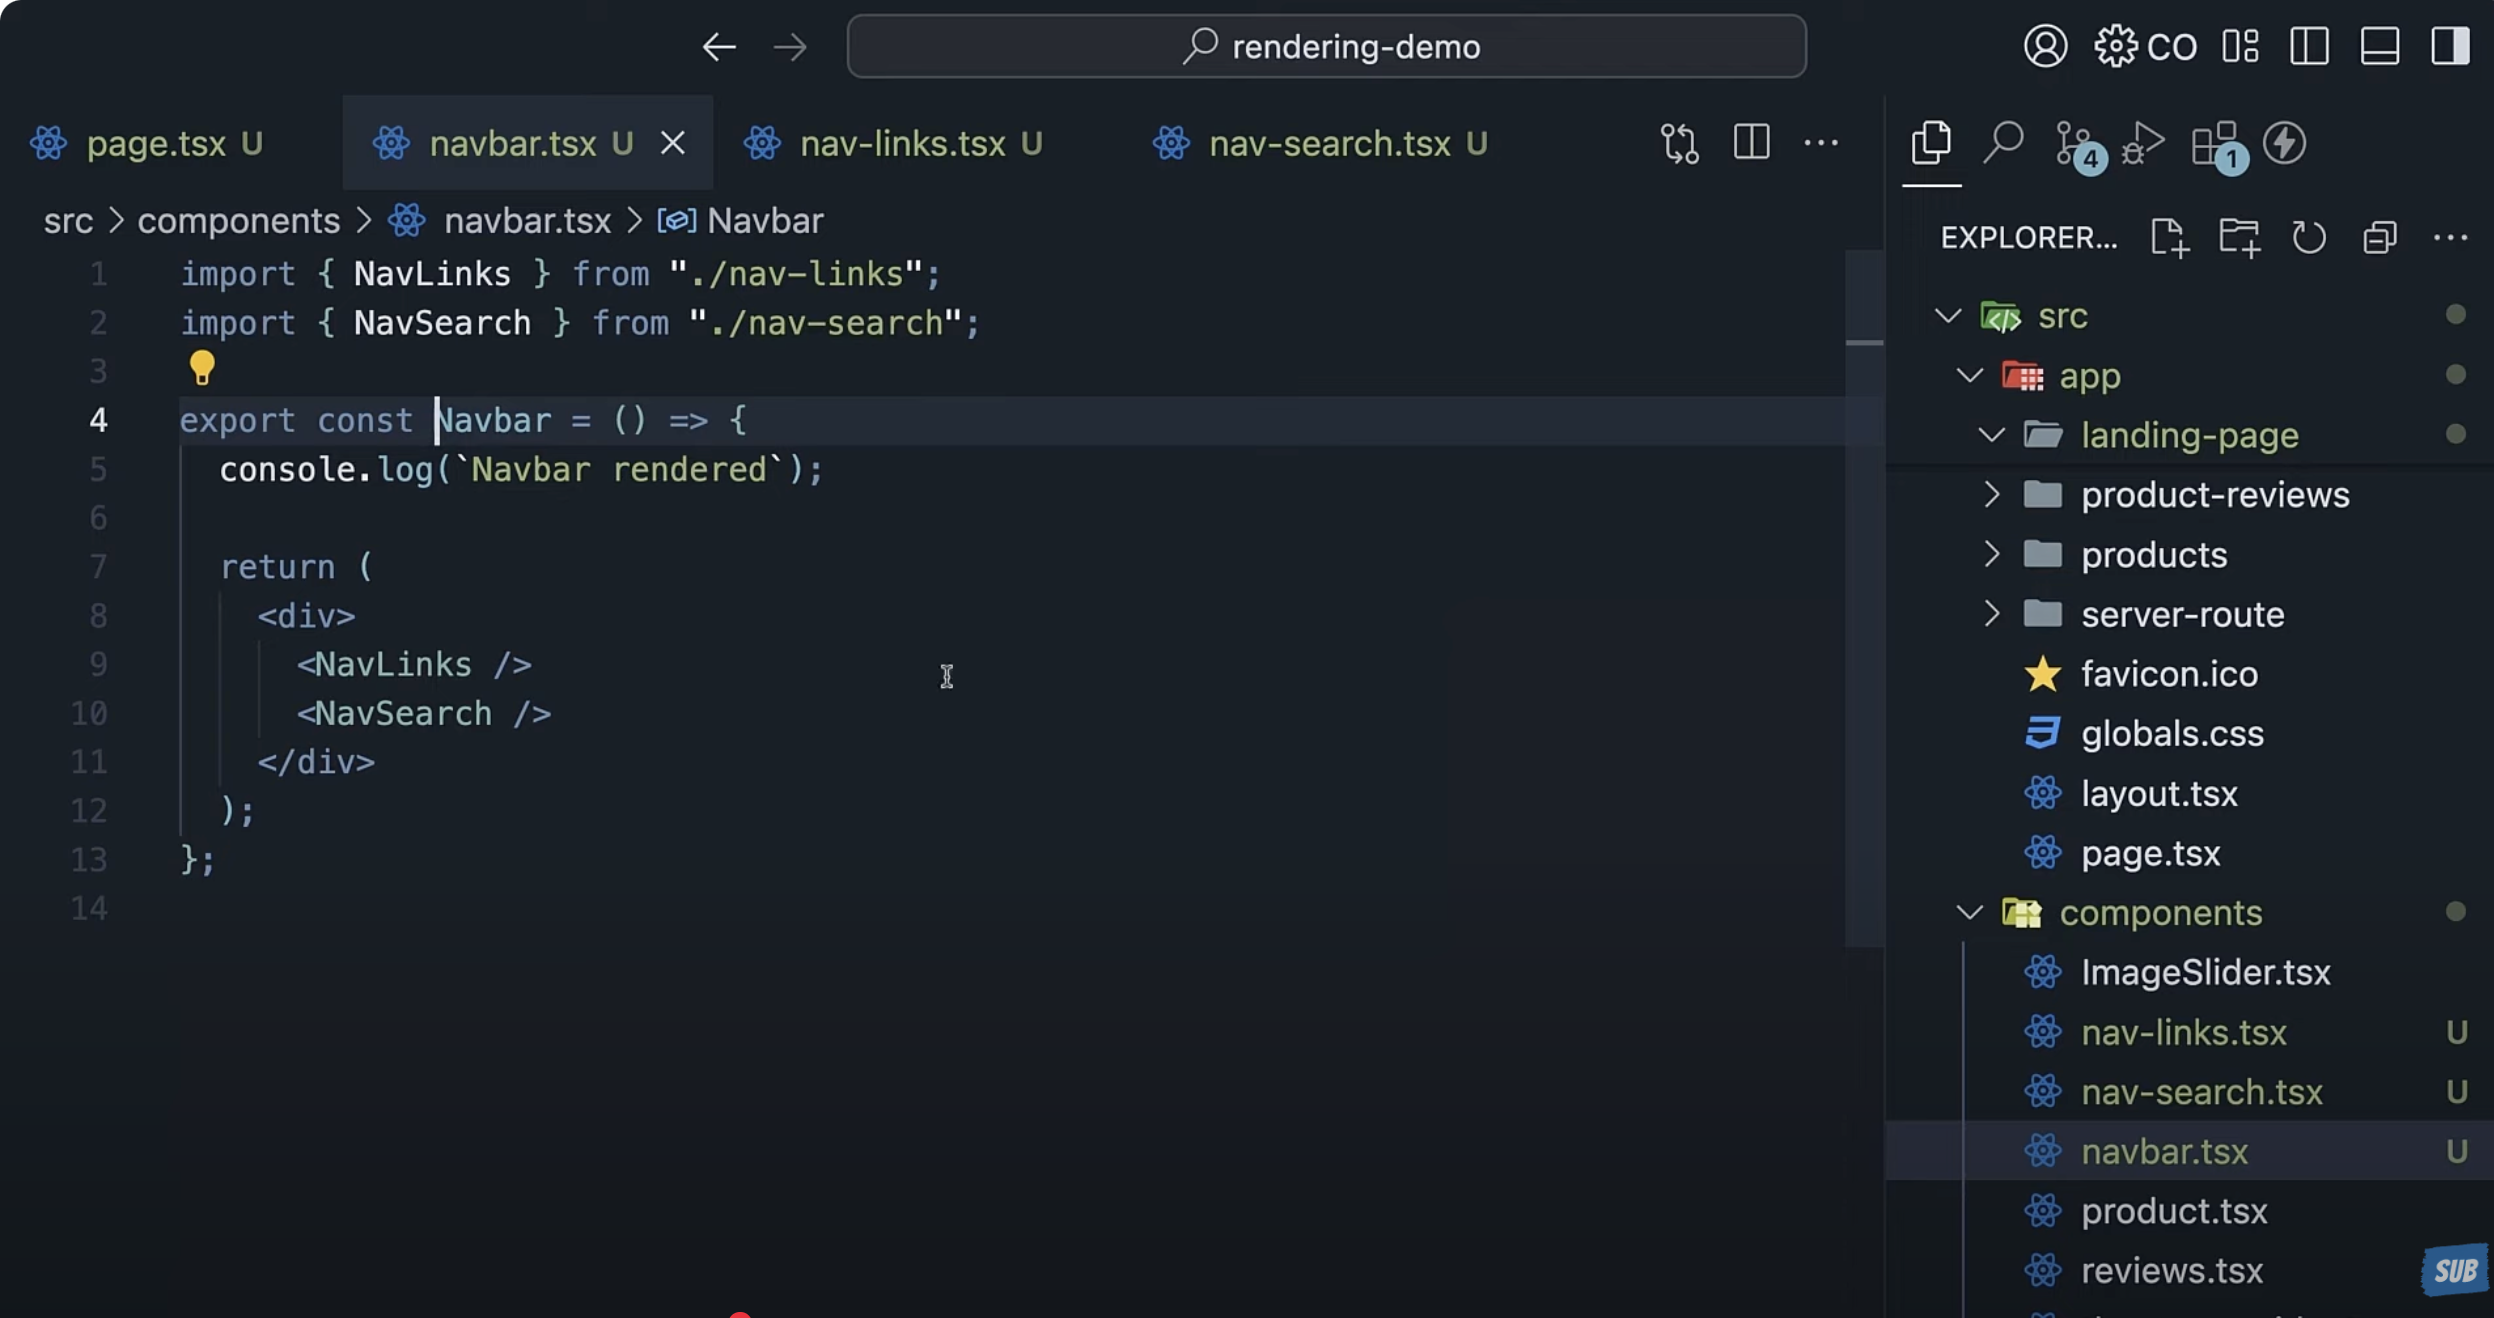 rendering-demo
CO
page.tsx U
navbar.tsx U
nav-links.tsx U
nav-search.tsx U
4
1
src > components > navbar.tsx > Navbar
EXPLORER...
1 import { NavLinks } from "./nav-links";
2 import { NavSearch } from "./nav-search";
3
4 export const Navbar = () => {
5 console.log(`Navbar rendered`);
6
7 return (
8 <div>
9 <NavLinks />
10 <NavSearch />
11 </div>
12 );
13 };
14
src
app
landing-page
product-reviews
products
server-route
favicon.ico
globals.css
layout.tsx
page.tsx
components
ImageSlider.tsx
nav-links.tsx U
nav-search.tsx U
navbar.tsx U
product.tsx
reviews.tsx
SUB